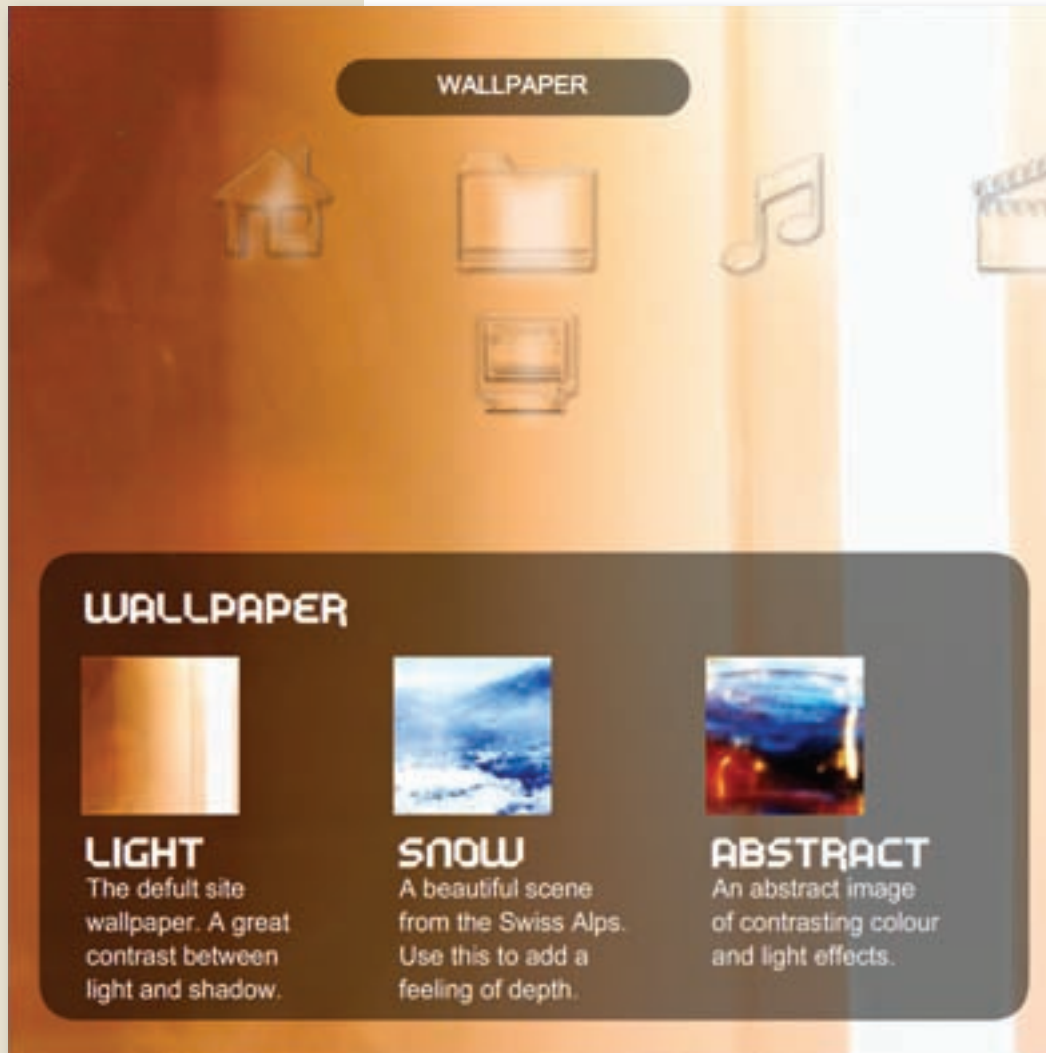 WALLPAPER
WALLPAPER
LIGHT
The defult site
wallpaper. A great
contrast between
light and shadow.
SNOW
A beautiful scene
from the Swiss Alps.
Use this to add a
feeling of depth.
ABSTRACT
An abstract image
of contrasting colour
and light effects.